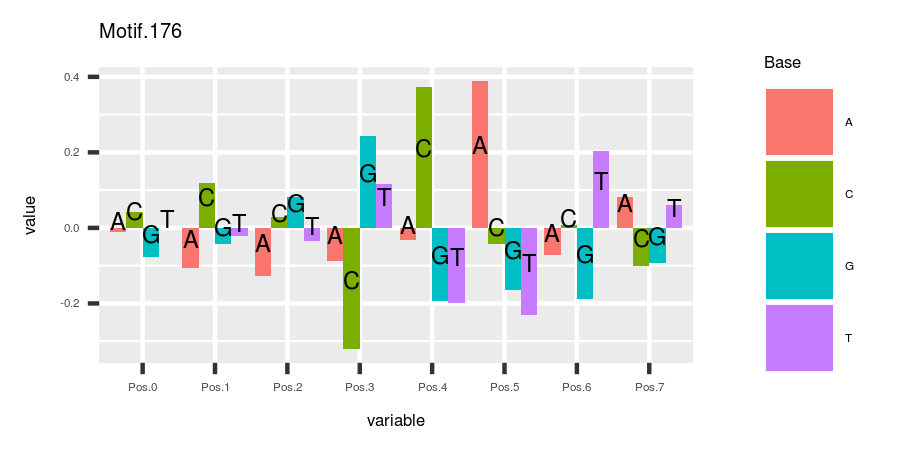 Motif.176
Base
0.4
0.2
0.0
-0.2
value
A C G T
A C G T
A C G T
A C G T
A C G T
A C G T
A C G T
A C G T
Pos.0 Pos.1 Pos.2 Pos.3 Pos.4 Pos.5 Pos.6 Pos.7
variable
A
C
G
T